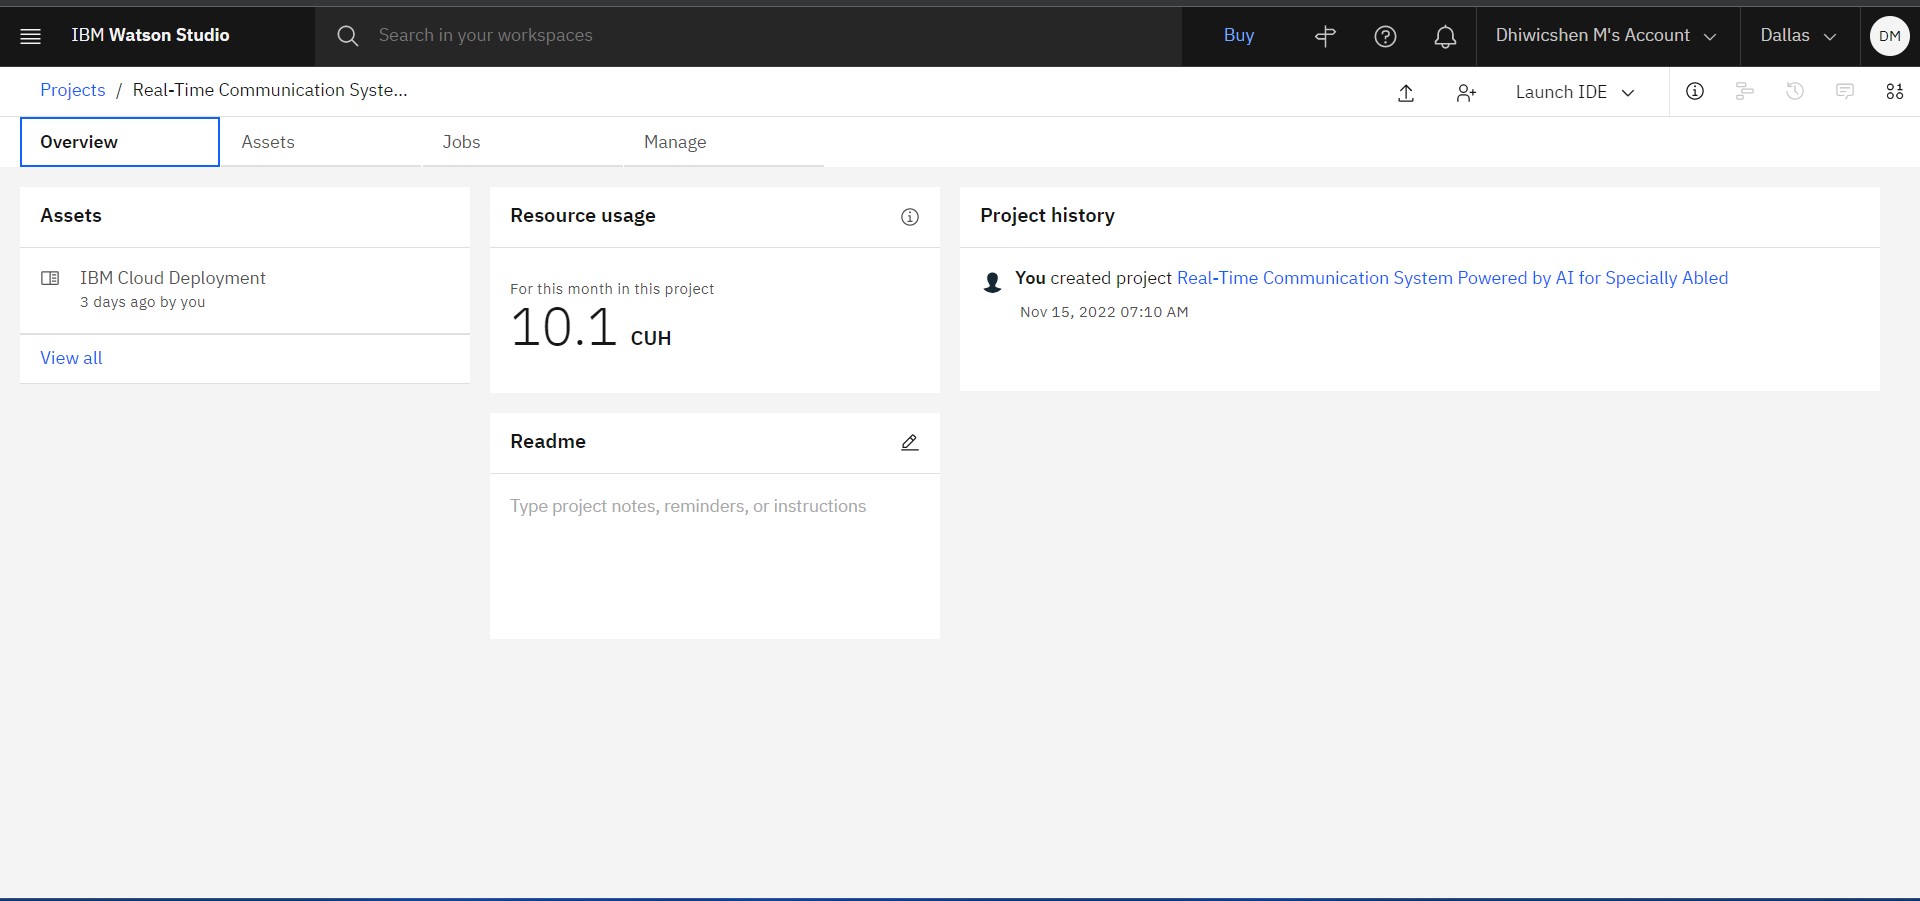 IBM Watson Studio
Search in your workspaces
Buy
Dhiwicshen M's Account
Dallas
DM
Projects / Real-Time Communication Syste...
Launch IDE
Overview
Assets
Jobs
Manage
Assets
IBM Cloud Deployment
3 days ago by you
View all
Resource usage
For this month in this project
10.1 CUH
Readme
Type project notes, reminders, or instructions
Project history
You created project Real-Time Communication System Powered by AI for Specially Abled
Nov 15, 2022 07:10 AM